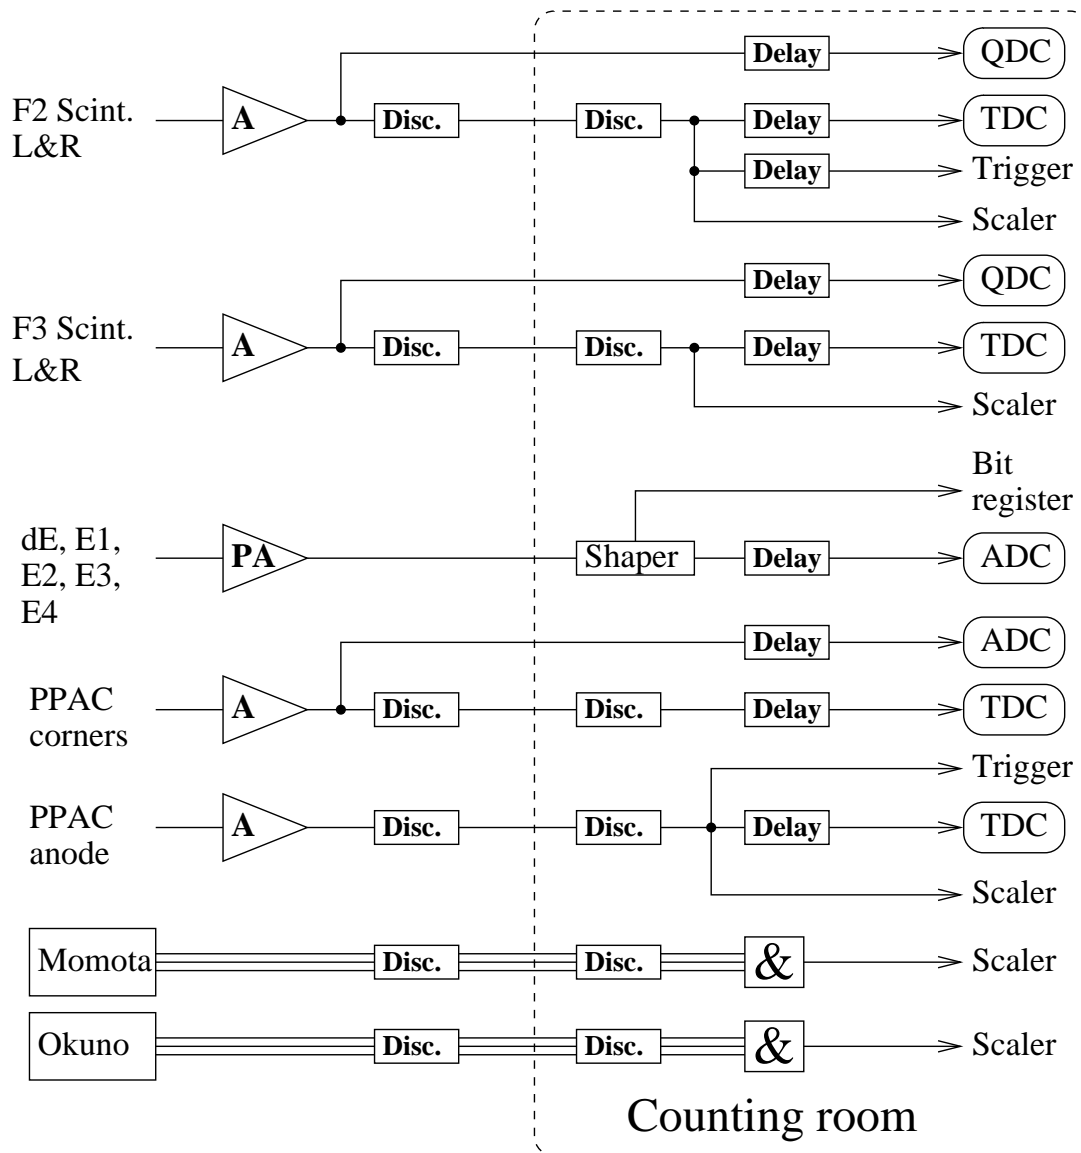 Delay QDC
F2 Scint.
L&R
A Disc. Disc. Delay TDC
Delay Trigger
Scaler
Delay QDC
F3 Scint.
L&R
A Disc. Disc. Delay TDC
Scaler
Bit
register
dE, E1,
E2, E3,
E4
PA Shaper Delay ADC
Delay ADC
PPAC
corners
A Disc. Disc. Delay TDC
Trigger
PPAC
anode
A Disc. Disc. Delay TDC
Scaler
Momota Disc. Disc. & Scaler
Okuno Disc. Disc. & Scaler
Counting room